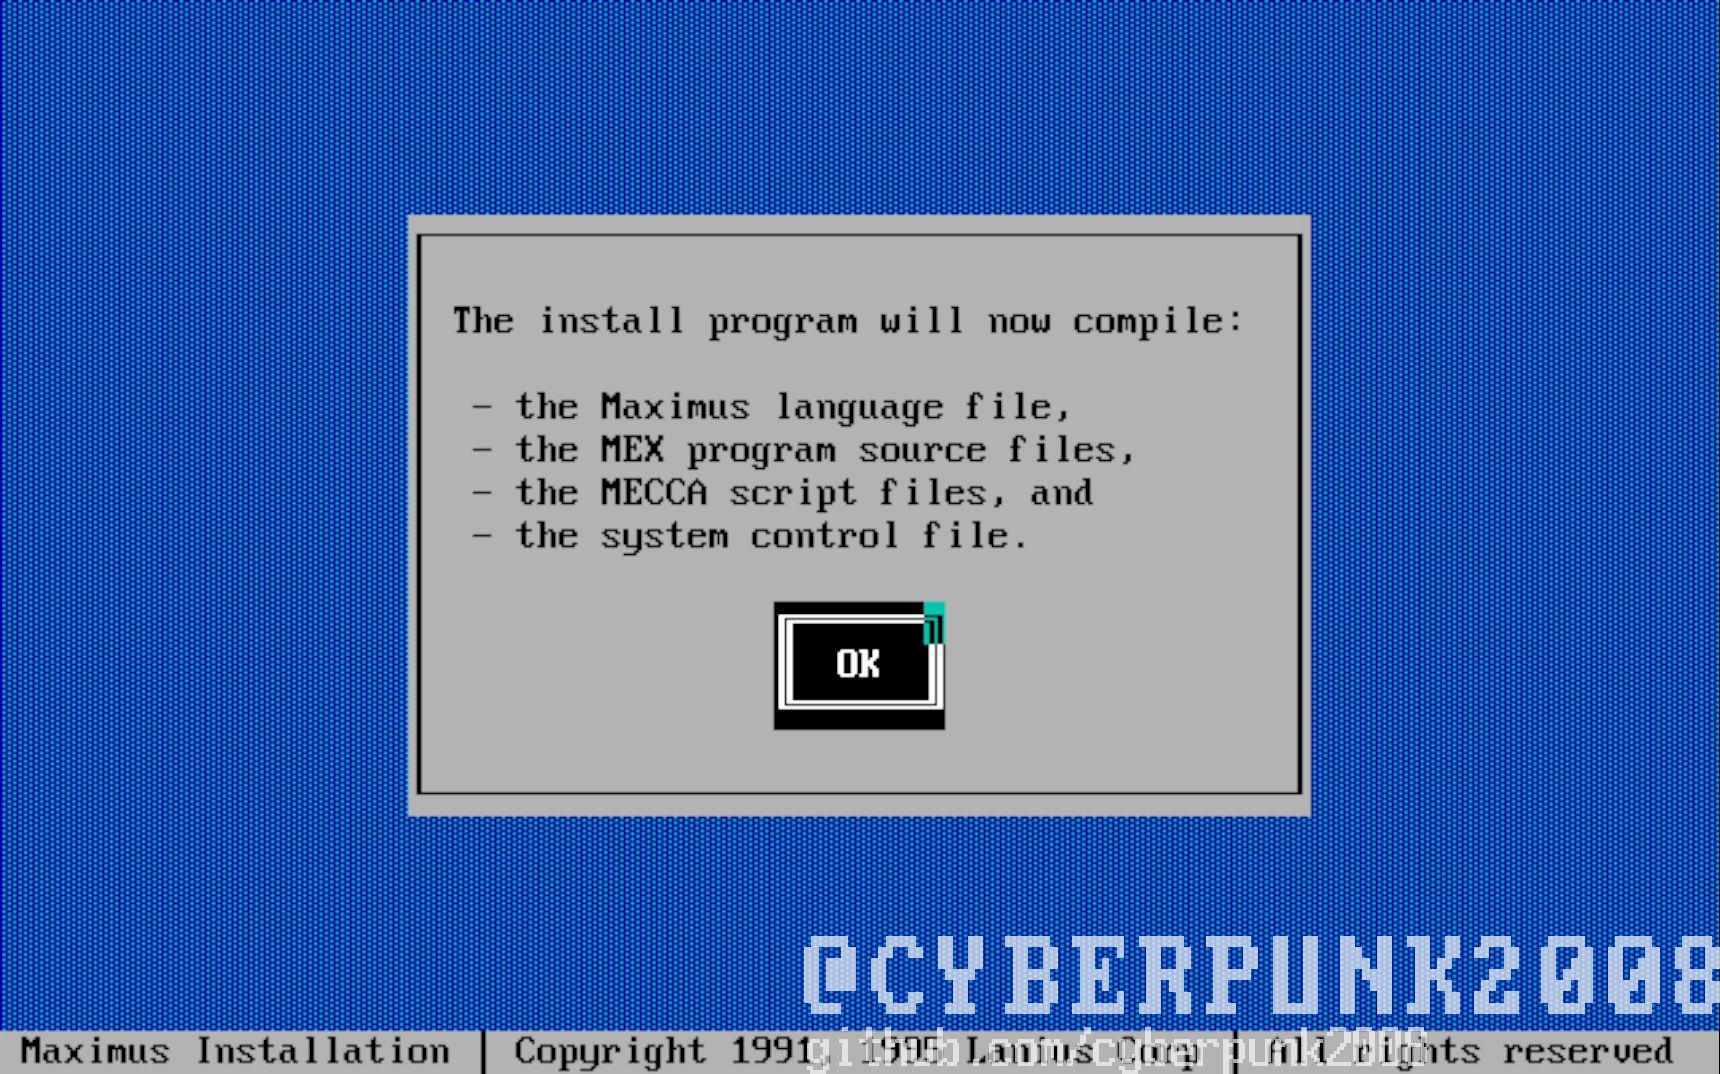 The install program will now compile:
- the Maximus language file,
- the MEX program source files,
- the MECCA script files, and
- the system control file.
OK
@CYBERPUNK2008
github.com/cyberpunk2008
Maximus Installation | Copyright 1991, 1995 Lanius Corp | All rights reserved